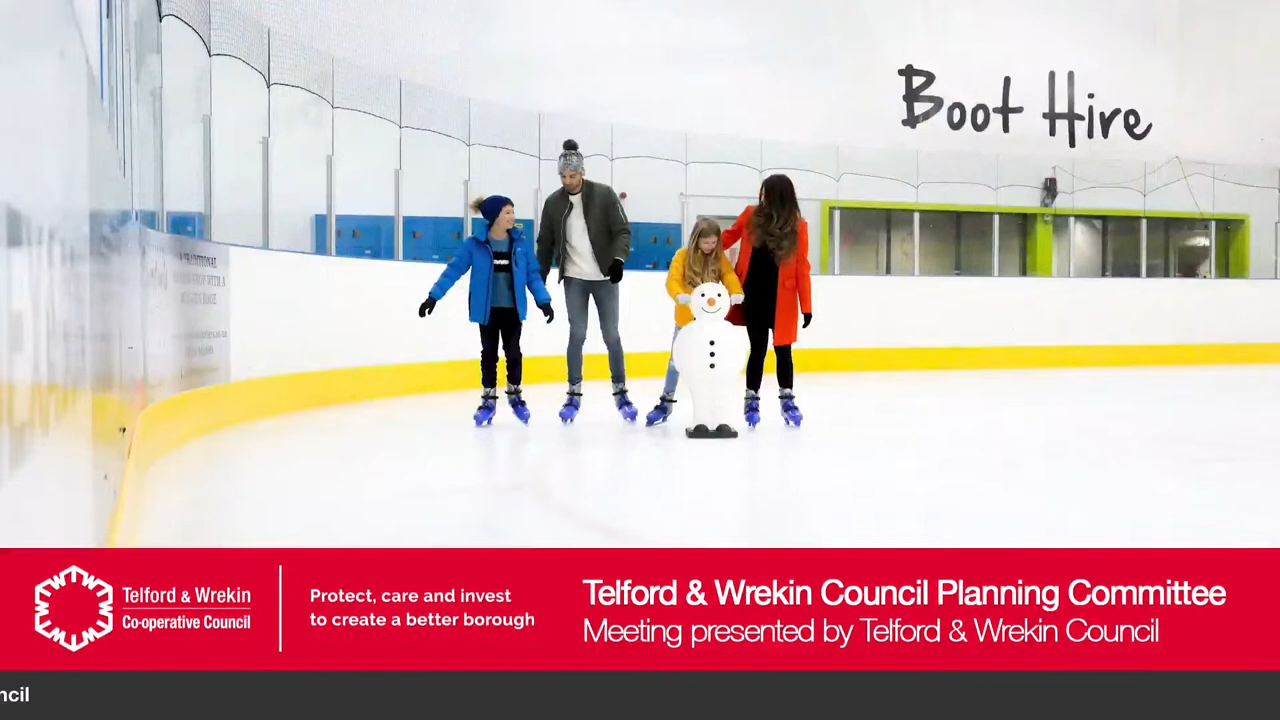 Boot Hire
Telford & Wrekin
Co-operative Council
Protect, care and invest
to create a better borough
Telford & Wrekin Council Planning Committee
Meeting presented by Telford & Wrekin Council
ncil